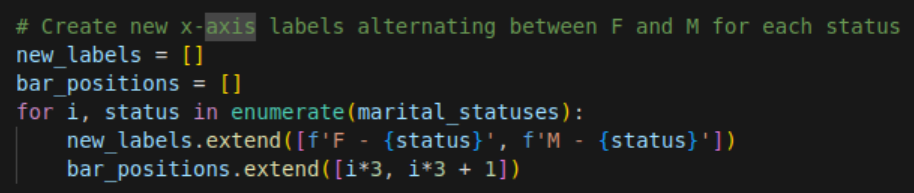 # Create new x-axis labels alternating between F and M for each status
new_labels = []
bar_positions = []
for i, status in enumerate(marital_statuses):
    new_labels.extend([f'F - {status}', f'M - {status}'])
    bar_positions.extend([i*3, i*3 + 1])